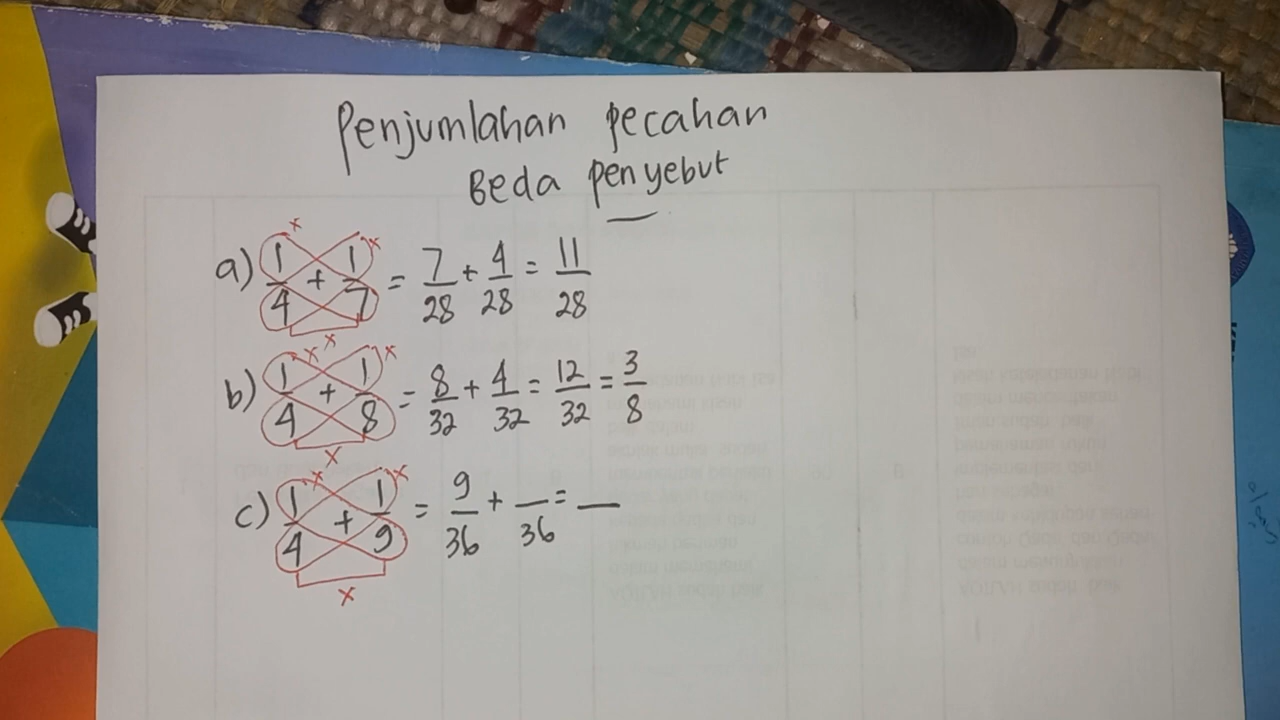 Penjumlahan pecahan
Beda penyebut
a) 1/4 + 1/7 = 7/28 + 4/28 = 11/28
b) 1/4 + 1/8 = 8/32 + 4/32 = 12/32 = 3/8
c) 1/4 + 1/9 = 9/36 + __/36 = __